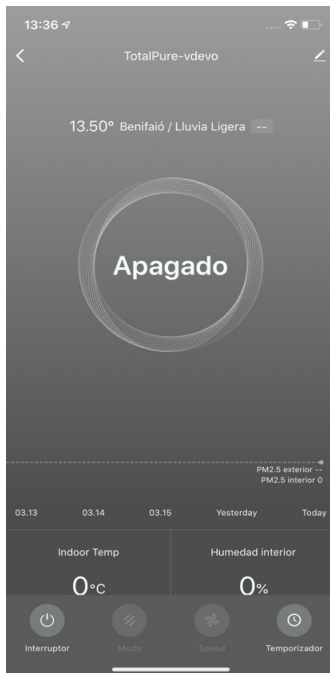 13:36
TotalPure-vdevo
13.50° Benifaió / Lluvia Ligera --
Apagado
PM2.5 exterior --
PM2.5 interior 0
03.13 03.14 03.15 Yesterday Today
Indoor Temp Humedad interior
0°C 0%
Interruptor Modo Speed Temporizador